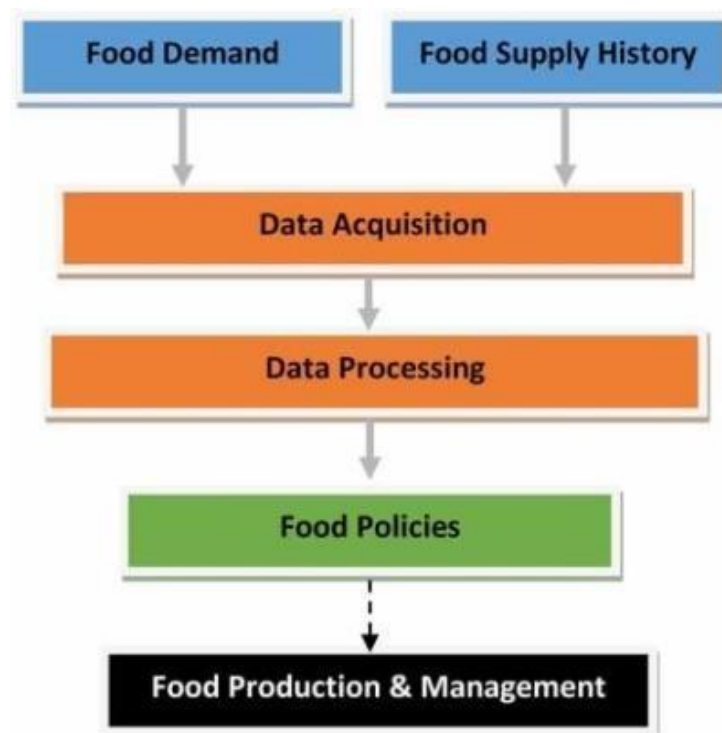 Food Demand
Food Supply History
Data Acquisition
Data Processing
Food Policies
Food Production & Management